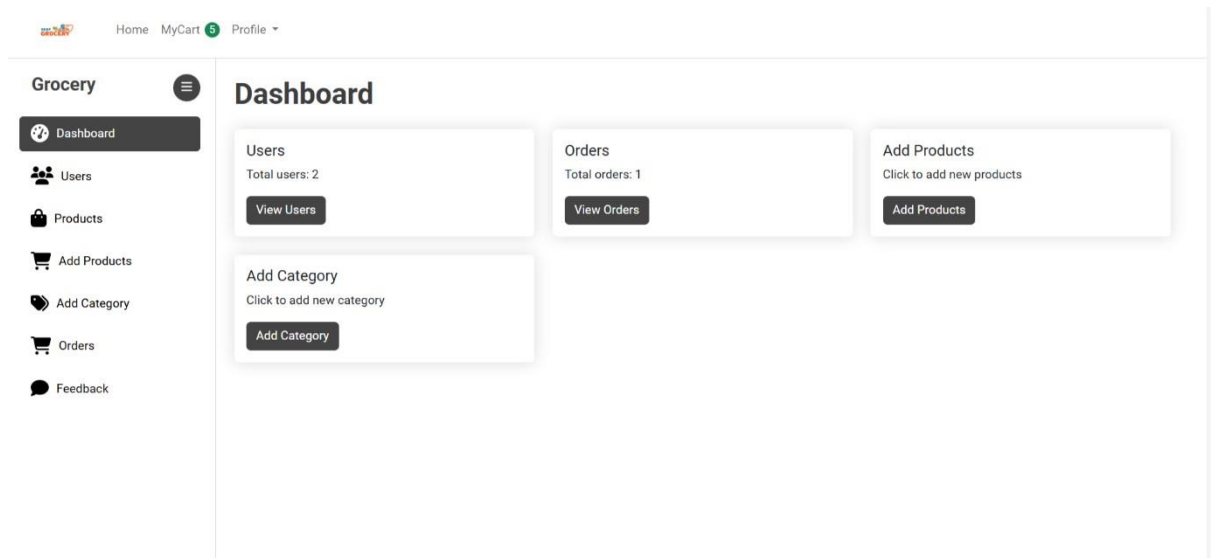 GROCERY
Home MyCart 5 Profile
Grocery
Dashboard
Users
Products
Add Products
Add Category
Orders
Feedback
Dashboard
Users
Total users: 2
View Users
Orders
Total orders: 1
View Orders
Add Products
Click to add new products
Add Products
Add Category
Click to add new category
Add Category